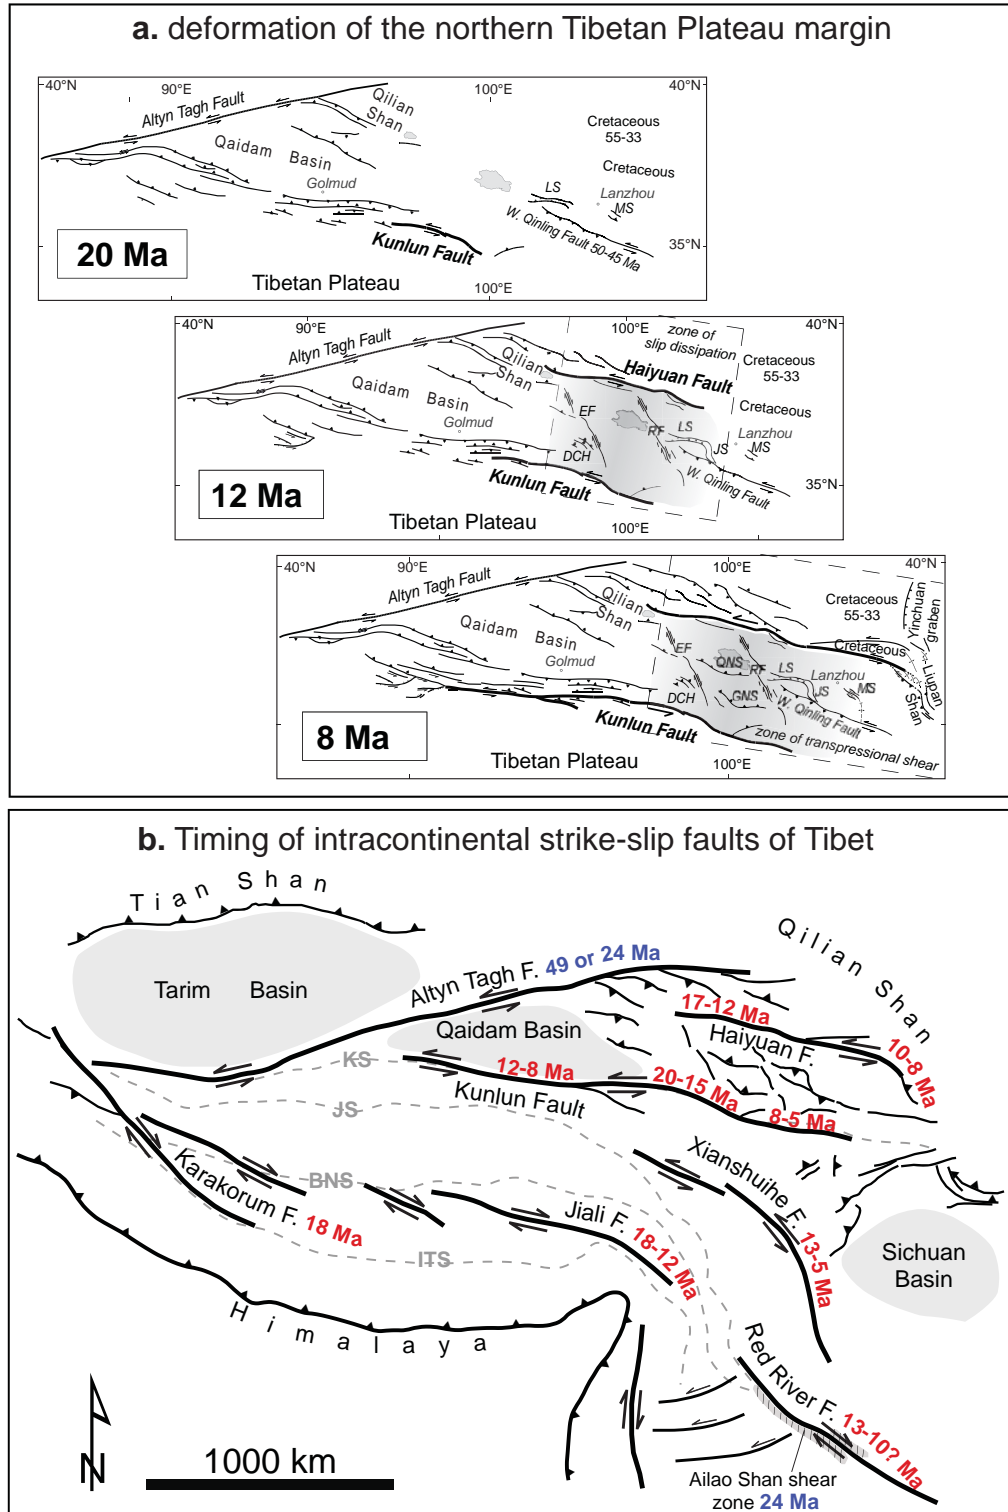 a. deformation of the northern Tibetan Plateau margin
40°N
90°E
100°E
40°N
Altyn Tagh Fault
Qilian
Shan
Cretaceous
55-33
Qaidam Basin
Cretaceous
Golmud
LS
Lanzhou
MS
W. Qinling Fault 50-45 Ma
Kunlun Fault
35°N
20 Ma
Tibetan Plateau
100°E
40°N
90°E
100°E
40°N
zone of
slip dissipation
Altyn Tagh Fault
Qilian
Shan
Haiyuan Fault
Cretaceous
55-33
Qaidam Basin
Cretaceous
Golmud
EF
RF
LS
Lanzhou
JS
MS
DCH
W. Qinling Fault
Kunlun Fault
35°N
12 Ma
Tibetan Plateau
100°E
40°N
90°E
100°E
40°N
Altyn Tagh Fault
Qilian
Shan
Cretaceous
55-33
Yinchuan
graben
Qaidam Basin
Cretaceous
Golmud
EF
QNS
RF
LS
Lanzhou
Liupan
Shan
DCH
GNS
JS
MS
W. Qinling Fault
Kunlun Fault
zone of transpressional shear
8 Ma
Tibetan Plateau
100°E
b. Timing of intracontinental strike-slip faults of Tibet
Tian Shan
Qilian Shan
Tarim Basin
Altyn Tagh F. 49 or 24 Ma
17-12 Ma
Qaidam Basin
Haiyuan F.
10-8 Ma
KS
12-8 Ma
20-15 Ma
Kunlun Fault
8-5 Ma
JS
Xianshuihe F.
13-5 Ma
Karakorum F. 18 Ma
BNS
Jiali F. 18-12 Ma
ITS
Sichuan
Basin
Himalaya
Red River F. 13-10? Ma
N
1000 km
Ailao Shan shear
zone 24 Ma